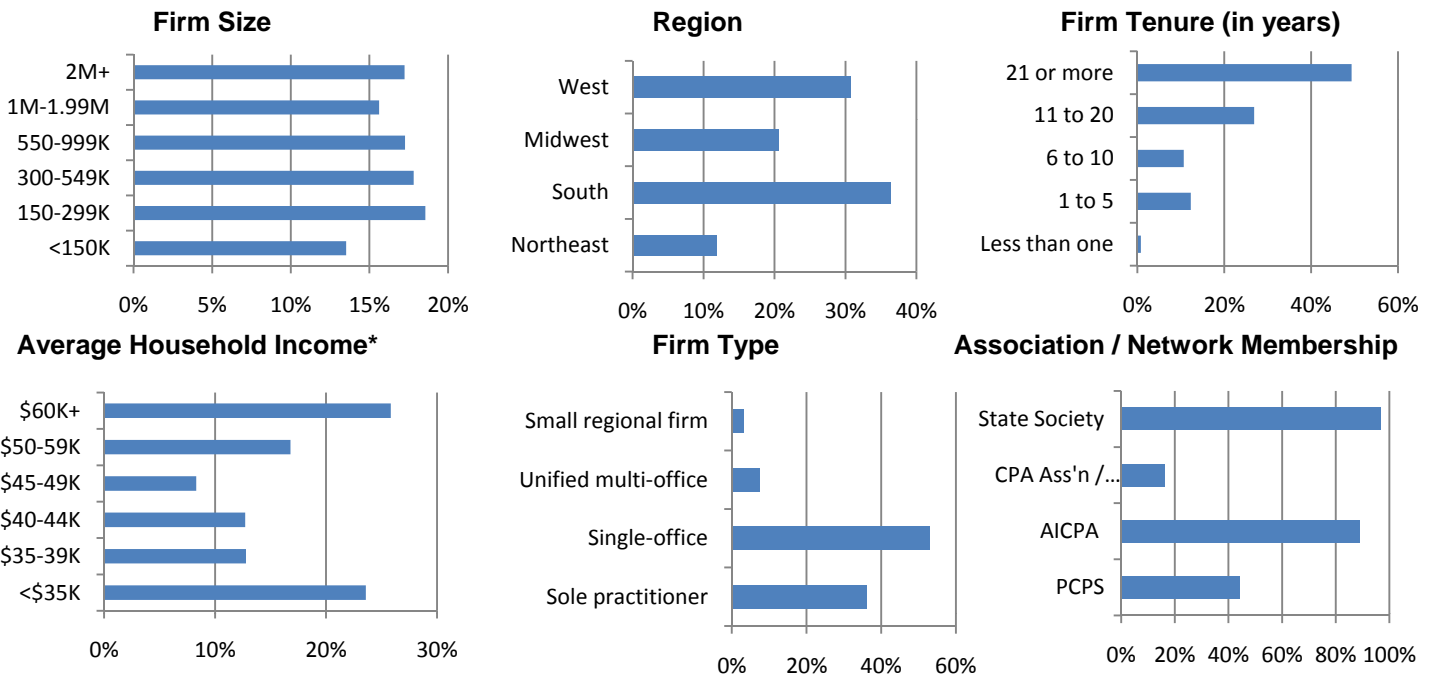 Firm Size
2M+
1M-1.99M
550-999K
300-549K
150-299K
<150K
0% 5% 10% 15% 20%
Region
West
Midwest
South
Northeast
0% 10% 20% 30% 40%
Firm Tenure (in years)
21 or more
11 to 20
6 to 10
1 to 5
Less than one
0% 20% 40% 60%
Average Household Income*
$60K+
$50-59K
$45-49K
$40-44K
$35-39K
<$35K
0% 10% 20% 30%
Firm Type
Small regional firm
Unified multi-office
Single-office
Sole practitioner
0% 20% 40% 60%
Association / Network Membership
State Society
CPA Ass'n /...
AICPA
PCPS
0% 20% 40% 60% 80% 100%